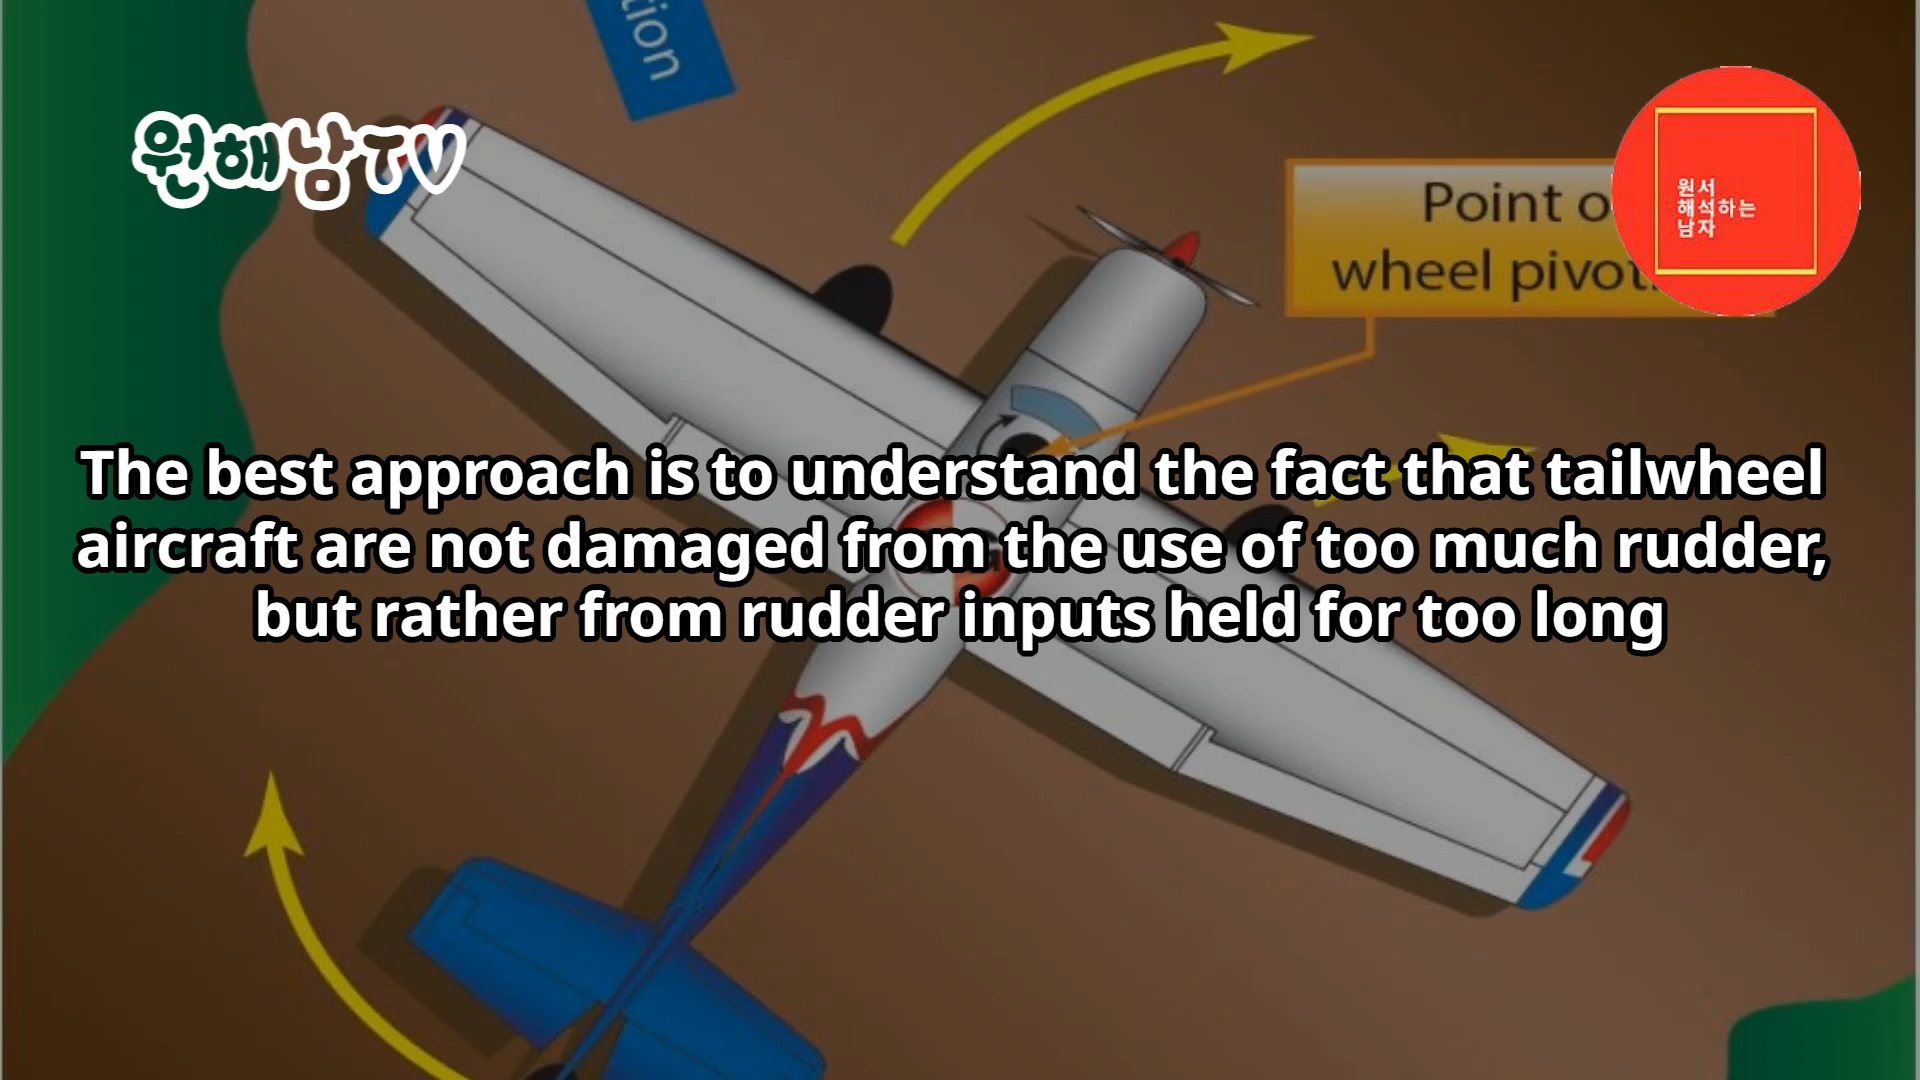 tion
원해남TV
Point o
wheel pivot
원서
해석하는
남자
The best approach is to understand the fact that tailwheel
aircraft are not damaged from the use of too much rudder,
but rather from rudder inputs held for too long